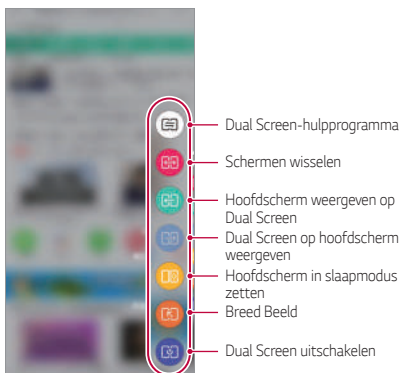 Dual Screen-hulpprogramma
Schermen wisselen
Hoofdscherm weergeven op
Dual Screen
Dual Screen op hoofdscherm
weergeven
Hoofdscherm in slaapmodus
zetten
Breed Beeld
Dual Screen uitschakelen